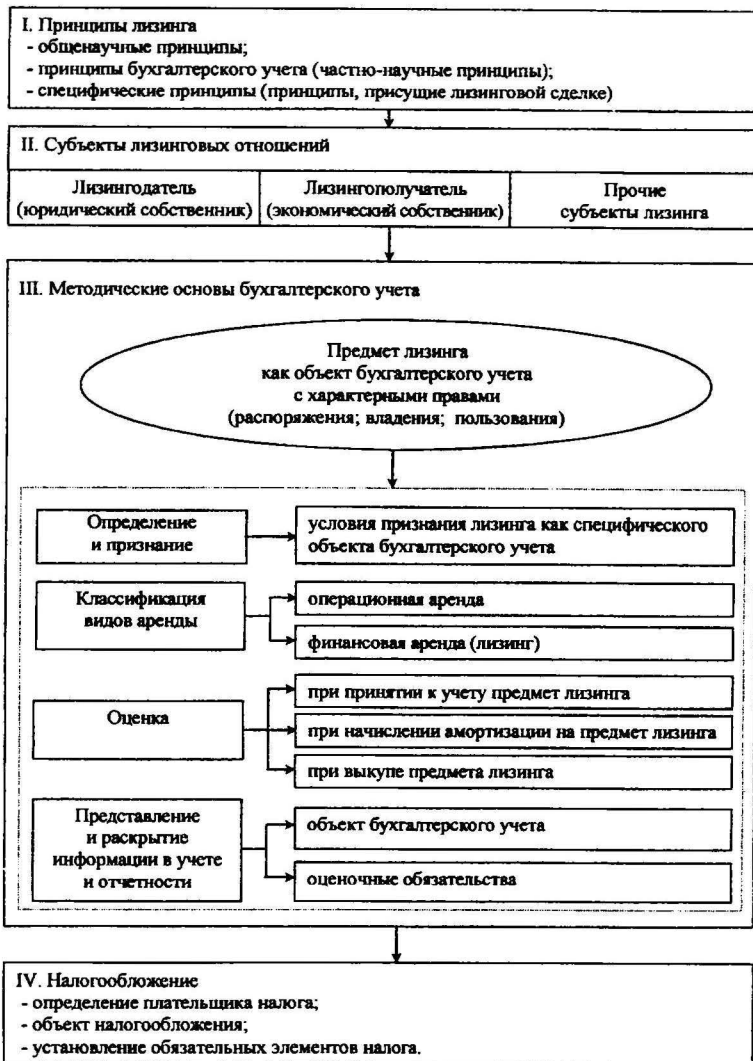 I. Принципы лизинга
- общенаучные принципы;
- принципы бухгалтерского учета (частно-научные принципы);
- специфические принципы (принципы, присущие лизинговой сделке)
II. Субъекты лизинговых отношений
Лизингодатель
(юридический собственник)
Лизингополучатель
(экономический собственник)
Прочие
субъекты лизинга
III. Методические основы бухгалтерского учета
Предмет лизинга
как объект бухгалтерского учета
с характерными правами
(распоряжения; владения; пользования)
Определение
и признание
условия признания лизинга как специфического
объекта бухгалтерского учета
Классификация
видов аренды
операционная аренда
финансовая аренда (лизинг)
Оценка
при принятии к учету предмет лизинга
при начислении амортизации на предмет лизинга
при выкупе предмета лизинга
Представление
и раскрытие
информации в учете
и отчетности
объект бухгалтерского учета
оценочные обязательства
IV. Налогообложение
- определение плательщика налога;
- объект налогообложения;
- установление обязательных элементов налога.